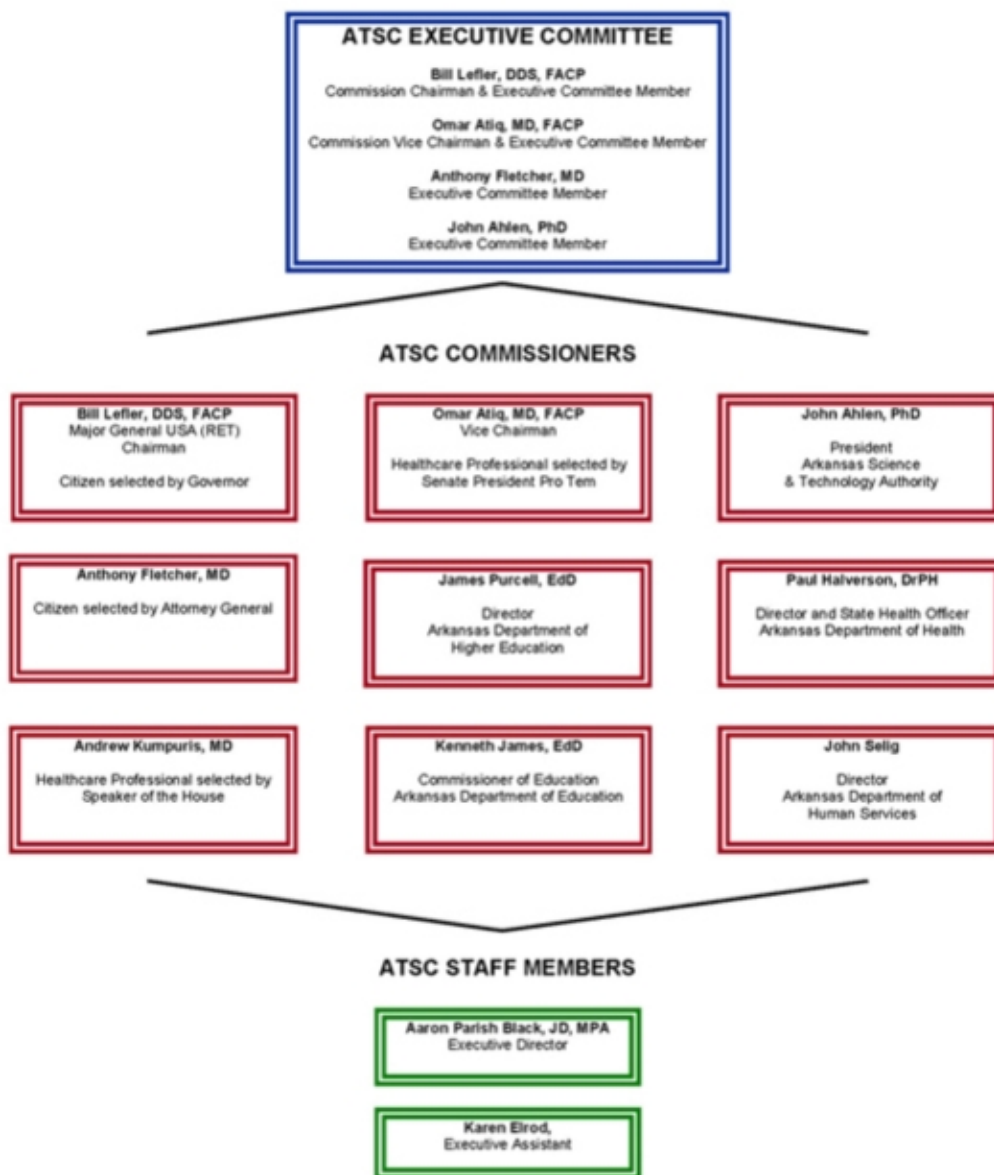 ATSC EXECUTIVE COMMITTEE
Bill Lefler, DDS, FACP
Commission Chairman & Executive Committee Member
Omar Atiq, MD, FACP
Commission Vice Chairman & Executive Committee Member
Anthony Fletcher, MD
Executive Committee Member
John Ahlen, PhD
Executive Committee Member
ATSC COMMISSIONERS
Bill Lefler, DDS, FACP
Major General USA (RET)
Chairman
Citizen selected by Governor
Omar Atiq, MD, FACP
Vice Chairman
Healthcare Professional selected by
Senate President Pro Tem
John Ahlen, PhD
President
Arkansas Science
& Technology Authority
Anthony Fletcher, MD
Citizen selected by Attorney General
James Purcell, EdD
Director
Arkansas Department of
Higher Education
Paul Halverson, DrPH
Director and State Health Officer
Arkansas Department of Health
Andrew Kumpuris, MD
Healthcare Professional selected by
Speaker of the House
Kenneth James, EdD
Commissioner of Education
Arkansas Department of Education
John Selig
Director
Arkansas Department of
Human Services
ATSC STAFF MEMBERS
Aaron Parish Black, JD, MPA
Executive Director
Karen Elrod,
Executive Assistant